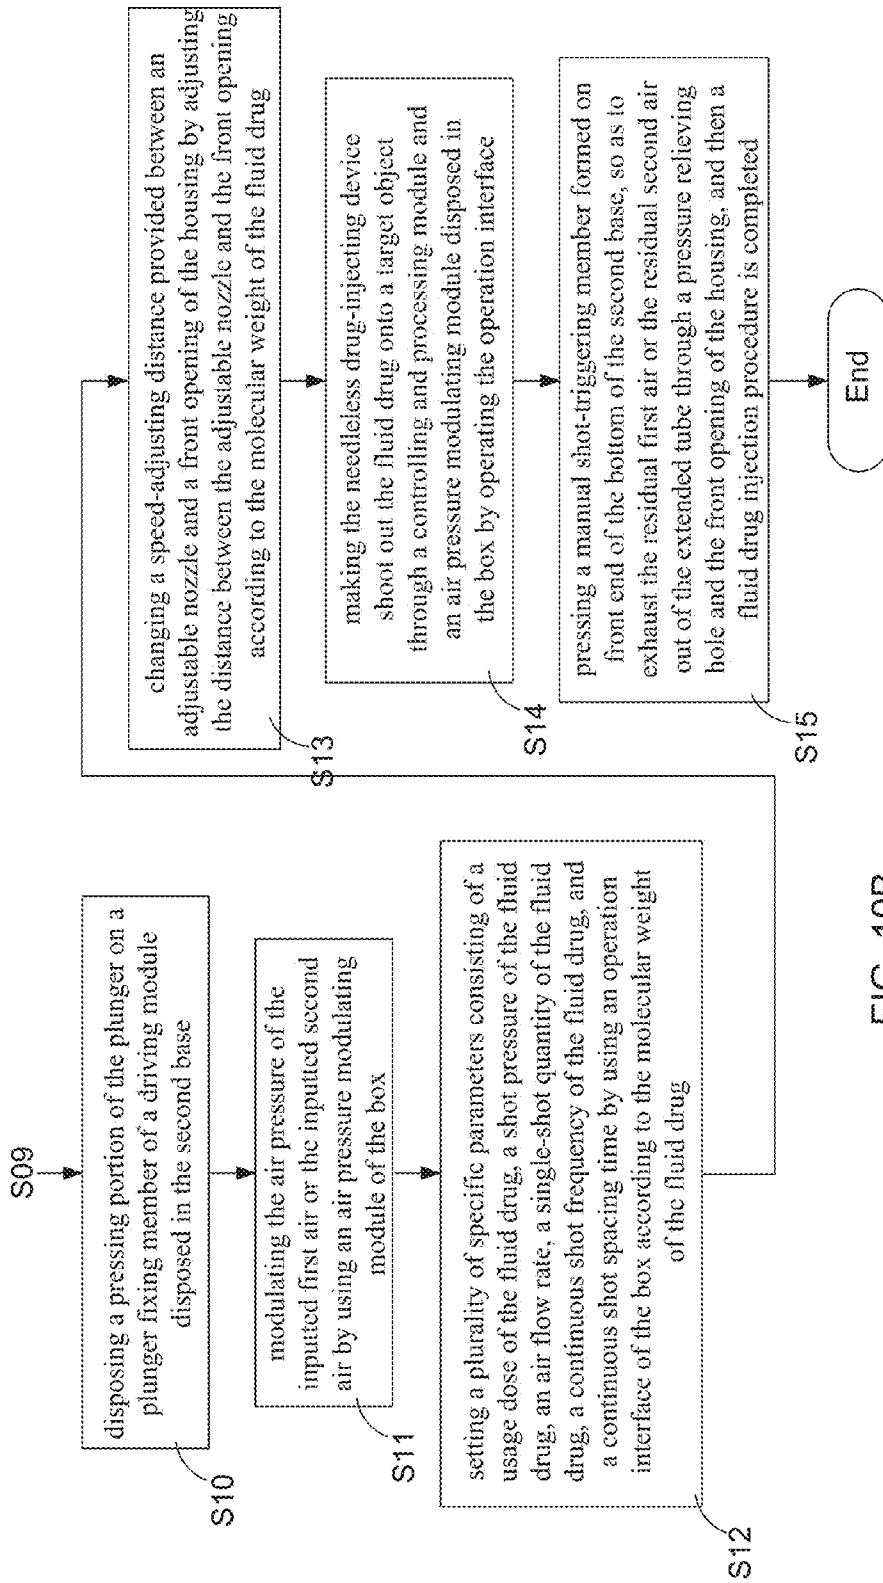 S09
disposing a pressing portion of the plunger on a
plunger fixing member of a driving module
disposed in the second base
S10
modulating the air pressure of the
inputted first air or the inputted second
air by using an air pressure modulating
module of the box
S11
setting a plurality of specific parameters consisting of a
usage dose of the fluid drug, a shot pressure of the fluid
drug, an air flow rate, a single-shot quantity of the fluid
drug, a continuous shot frequency of the fluid drug, and
a continuous shot spacing time by using an operation
interface of the box according to the molecular weight
of the fluid drug
S12
changing a speed-adjusting distance provided between an
adjustable nozzle and a front opening of the housing by adjusting
the distance between the adjustable nozzle and the front opening
according to the molecular weight of the fluid drug
S13
making the needleless drug-injecting device
shoot out the fluid drug onto a target object
through a controlling and processing module and
an air pressure modulating module disposed in
the box by operating the operation interface
S14
pressing a manual shot-triggering member formed on
front end of the bottom of the second base, so as to
exhaust the residual first air or the residual second air
out of the extended tube through a pressure relieving
hole and the front opening of the housing, and then a
fluid drug injection procedure is completed
S15
End